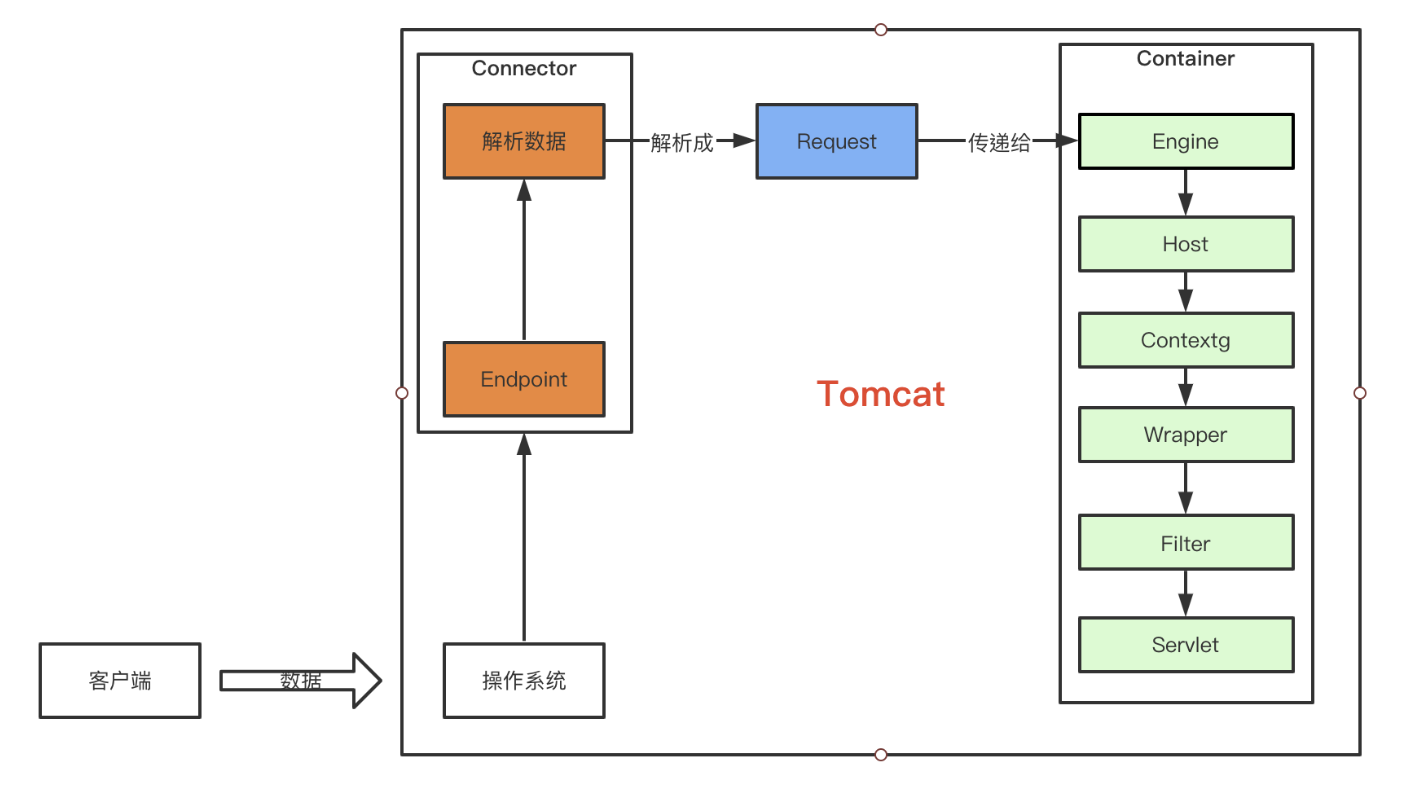 Connector
Container
解析数据
解析成
Request
传递给
Engine
Host
Contextg
Endpoint
Tomcat
Wrapper
Filter
Servlet
客户端
数据
操作系统